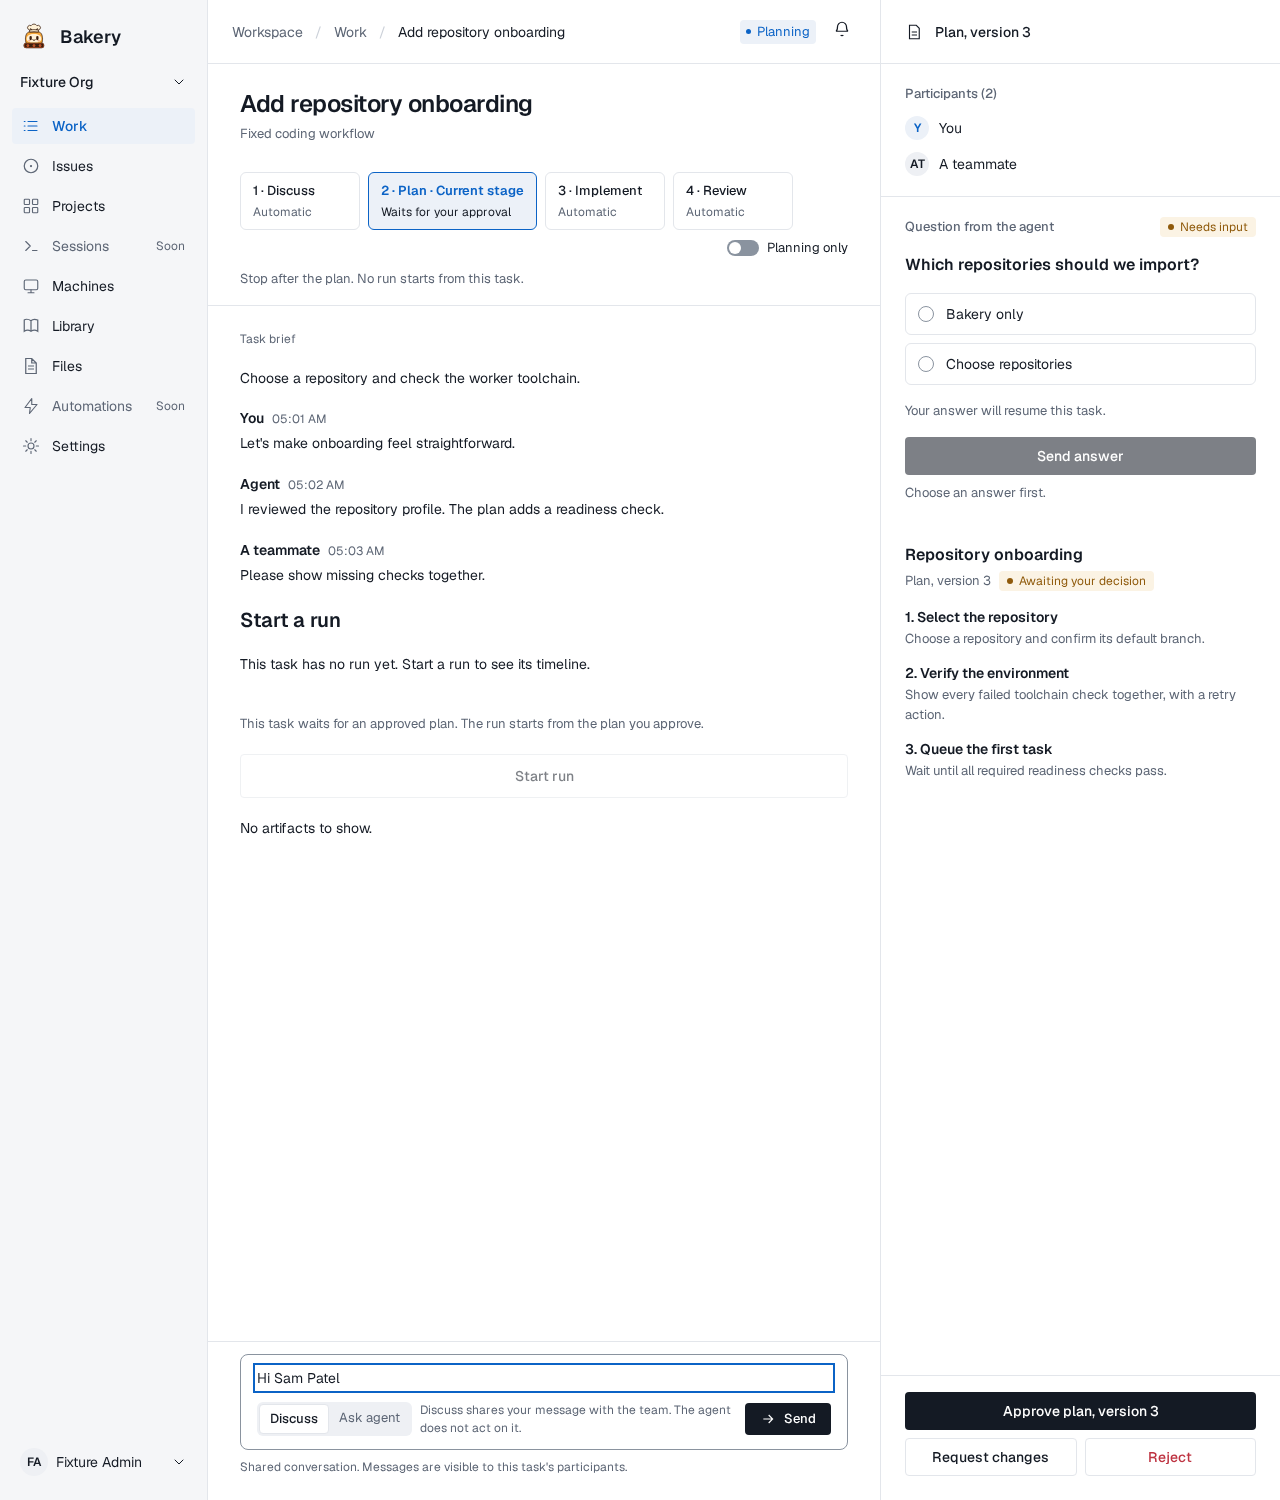 Bakery
Fixture Org
Work
Issues
Projects
Sessions Soon
Machines
Library
Files
Automations Soon
Settings
FA Fixture Admin
Workspace / Work / Add repository onboarding
Planning
Add repository onboarding
Fixed coding workflow
1 · Discuss
Automatic
2 · Plan · Current stage
Waits for your approval
3 · Implement
Automatic
4 · Review
Automatic
Planning only
Stop after the plan. No run starts from this task.
Task brief
Choose a repository and check the worker toolchain.
You 05:01 AM
Let's make onboarding feel straightforward.
Agent 05:02 AM
I reviewed the repository profile. The plan adds a readiness check.
A teammate 05:03 AM
Please show missing checks together.
Start a run
This task has no run yet. Start a run to see its timeline.
This task waits for an approved plan. The run starts from the plan you approve.
Start run
No artifacts to show.
Hi Sam Patel
Discuss Ask agent
Discuss shares your message with the team. The agent
does not act on it.
Send
Shared conversation. Messages are visible to this task's participants.
Plan, version 3
Participants (2)
Y You
AT A teammate
Question from the agent Needs input
Which repositories should we import?
Bakery only
Choose repositories
Your answer will resume this task.
Send answer
Choose an answer first.
Repository onboarding
Plan, version 3 Awaiting your decision
1. Select the repository
Choose a repository and confirm its default branch.
2. Verify the environment
Show every failed toolchain check together, with a retry
action.
3. Queue the first task
Wait until all required readiness checks pass.
Approve plan, version 3
Request changes Reject